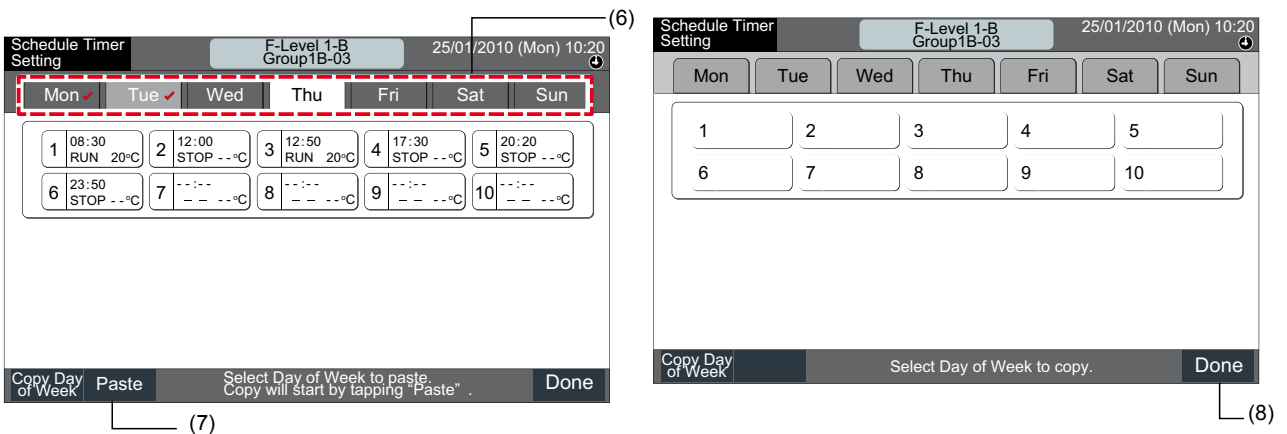 (6)
Schedule Timer
Setting
F-Level 1-B
Group1B-03
25/01/2010 (Mon) 10:20
Mon✓ Tue✓ Wed Thu Fri Sat Sun
1 08:30 RUN 20°C
2 12:00 STOP --°C
3 12:50 RUN 20°C
4 17:30 STOP --°C
5 20:20 STOP --°C
6 23:50 STOP --°C
7 --:-- – – --°C
8 --:-- – – --°C
9 --:-- – – --°C
10 --:-- – – --°C
Copy Day
of Week
Paste
Select Day of Week to paste.
Copy will start by tapping “Paste” .
Done
(7)
Schedule Timer
Setting
F-Level 1-B
Group1B-03
25/01/2010 (Mon) 10:20
Mon Tue Wed Thu Fri Sat Sun
1 2 3 4 5
6 7 8 9 10
Copy Day
of Week
Select Day of Week to copy.
Done
(8)